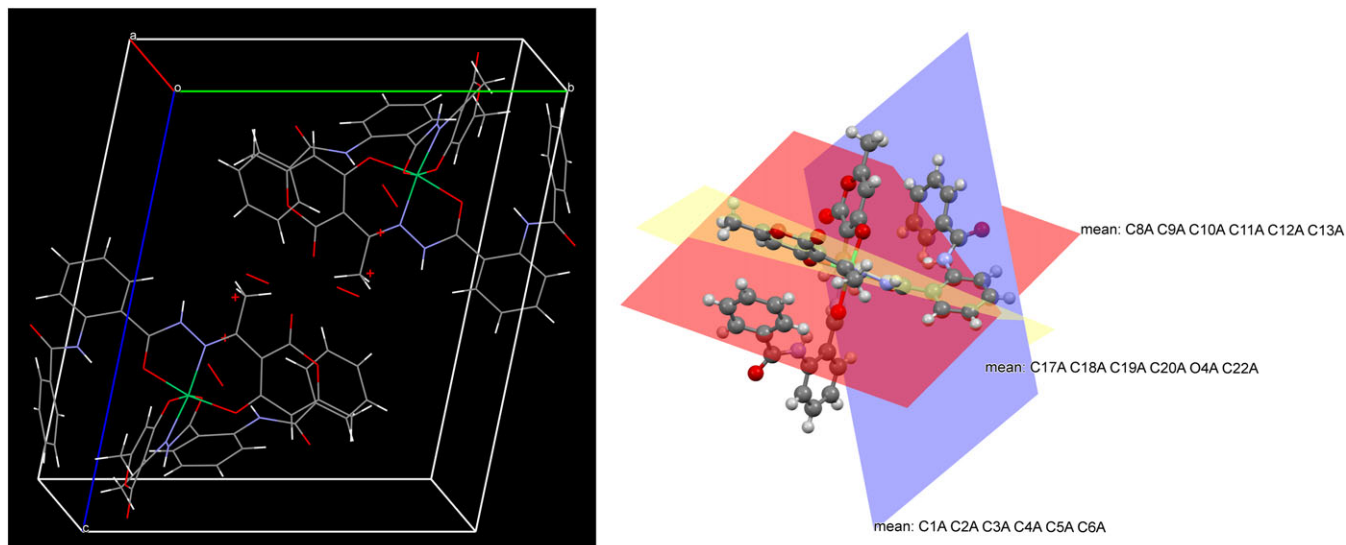 a
o
b
c
mean: C8A C9A C10A C11A C12A C13A
mean: C17A C18A C19A C20A O4A C22A
mean: C1A C2A C3A C4A C5A C6A